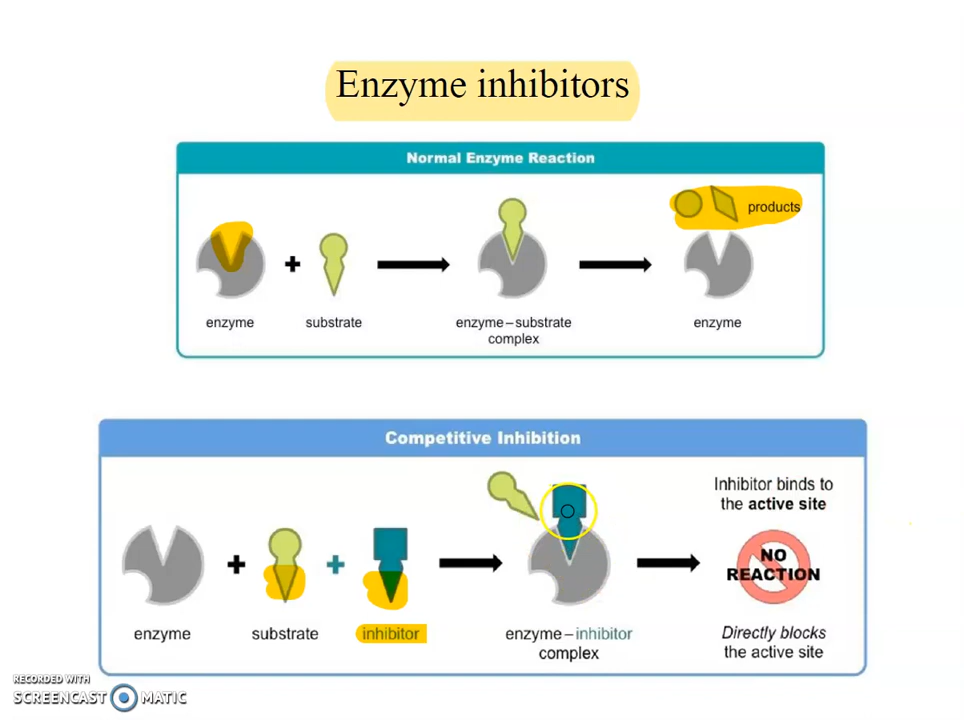 Enzyme inhibitors
Normal Enzyme Reaction
products
enzyme
substrate
enzyme–substrate
complex
enzyme
Competitive Inhibition
Inhibitor binds to
the active site
NO
REACTION
enzyme
substrate
inhibitor
enzyme–inhibitor
complex
Directly blocks
the active site
RECORDED WITH
SCREENCAST MATIC